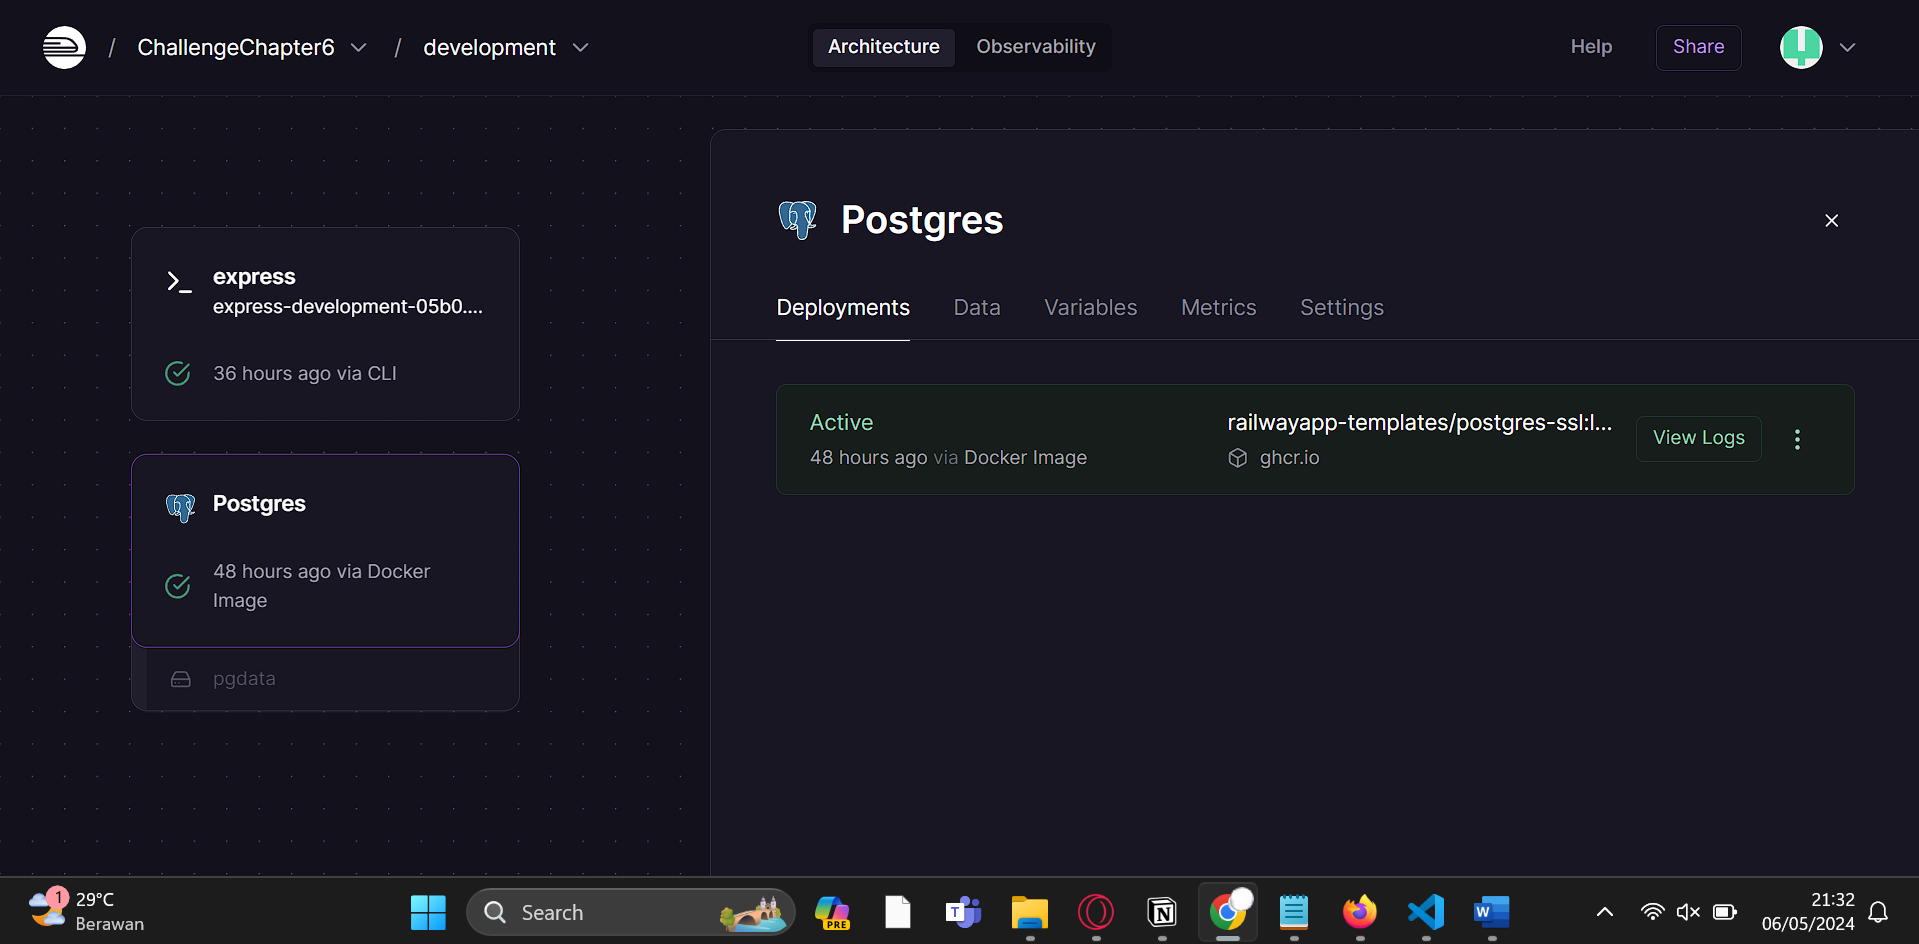 / ChallengeChapter6 / development
Architecture Observability
Help Share
express
express-development-05b0....
36 hours ago via CLI
Postgres
48 hours ago via Docker
Image
pgdata
Postgres
Deployments Data Variables Metrics Settings
Active
48 hours ago via Docker Image
railwayapp-templates/postgres-ssl:l...
ghcr.io
View Logs
1
29°C
Berawan
Search
PRE
T
N
W
21:32
06/05/2024